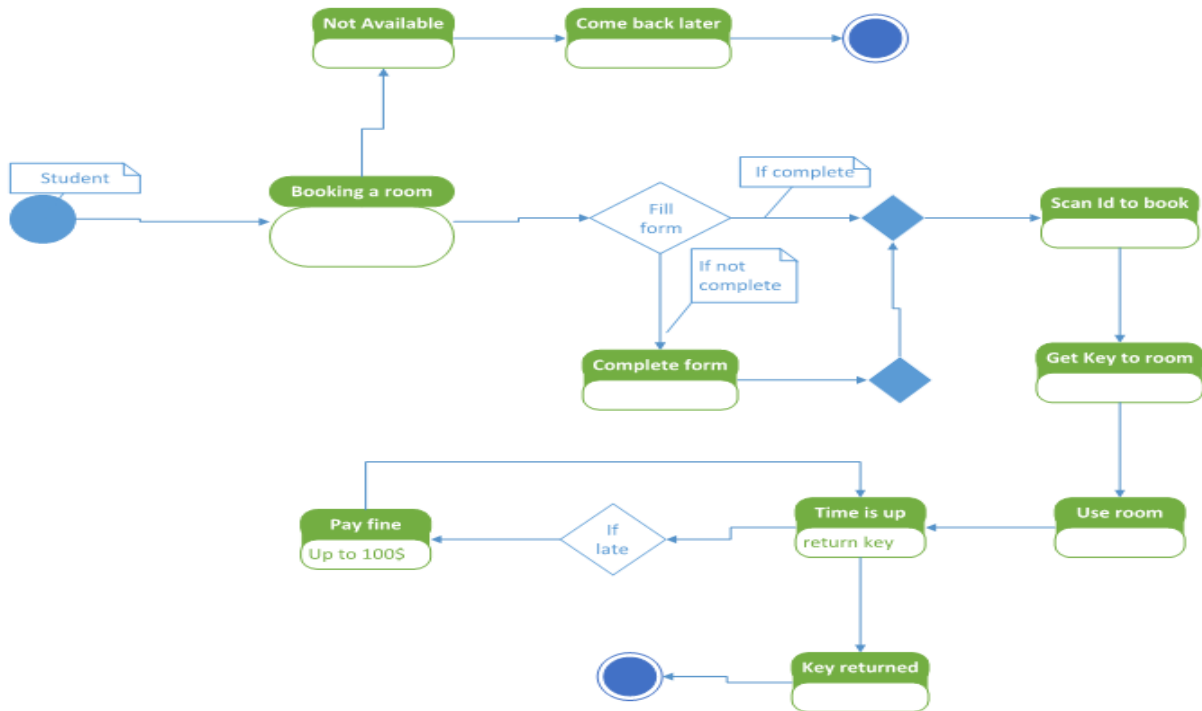 Not Available
Come back later
Student
Booking a room
If complete
Fill
form
Scan Id to book
If not
complete
Complete form
Get Key to room
Pay fine
Up to 100$
If
late
Time is up
return key
Use room
Key returned